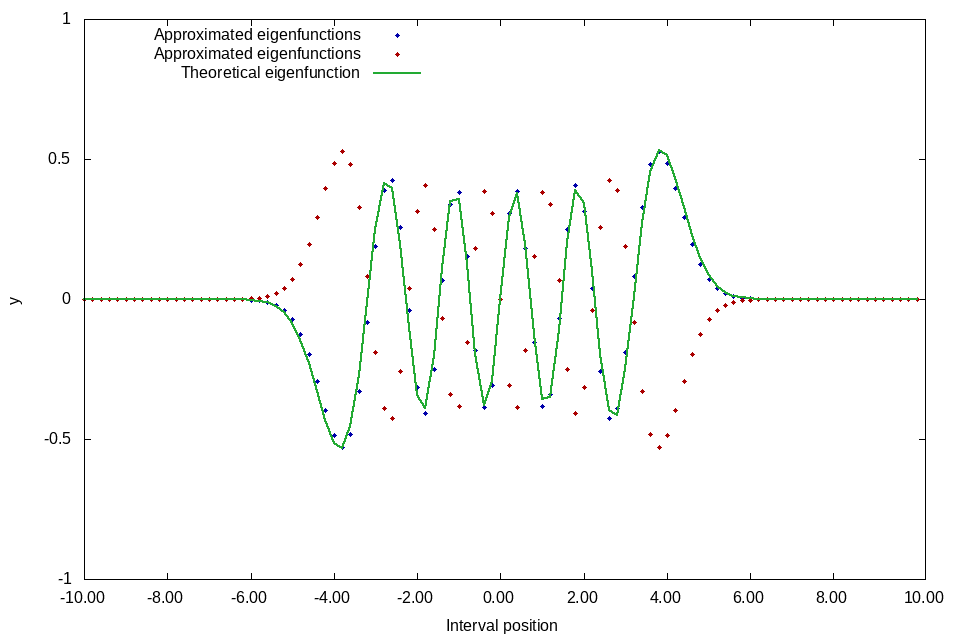 Approximated eigenfunctions
Approximated eigenfunctions
Theoretical eigenfunction
1
0.5
0
-0.5
-1
y
-10.00 -8.00 -6.00 -4.00 -2.00 0.00 2.00 4.00 6.00 8.00 10.00
Interval position